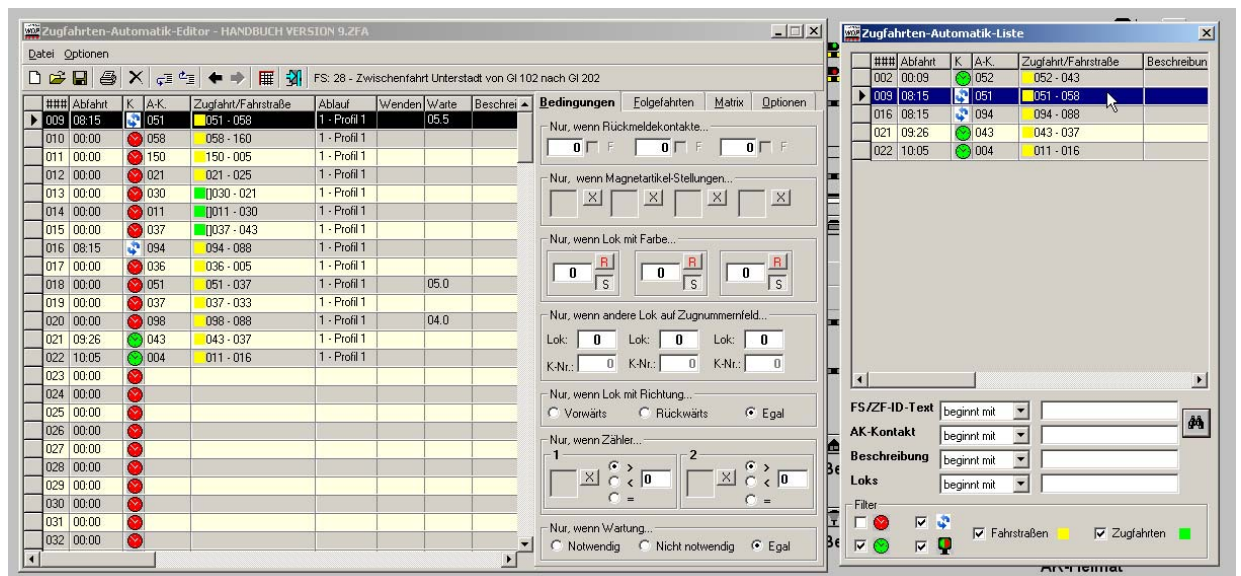 Zugfahrten-Automatik-Editor - HANDBUCH VERSION 9.ZFA
Datei Optionen
FS: 28 - Zwischenfahrt Unterstadt von Gl 102 nach Gl 202
### Abfahrt K A-K. Zugfahrt/Fahrstraße Ablauf Wenden Warte Beschrei
009 08:15 051 051 - 058 1 - Profil 1 05.5
010 00:00 058 058 - 160 1 - Profil 1
011 00:00 150 150 - 005 1 - Profil 1
012 00:00 021 021 - 025 1 - Profil 1
013 00:00 030 []030 - 021 1 - Profil 1
014 00:00 011 []011 - 030 1 - Profil 1
015 00:00 037 []037 - 043 1 - Profil 1
016 08:15 094 094 - 088 1 - Profil 1
017 00:00 036 036 - 005 1 - Profil 1
018 00:00 051 051 - 037 1 - Profil 1 05.0
019 00:00 037 037 - 033 1 - Profil 1
020 00:00 098 098 - 088 1 - Profil 1 04.0
021 09:26 043 043 - 037 1 - Profil 1
022 10:05 004 011 - 016 1 - Profil 1
023 00:00
024 00:00
025 00:00
026 00:00
027 00:00
028 00:00
029 00:00
030 00:00
031 00:00
032 00:00
Bedingungen Folgefahrten Matrix Optionen
Nur, wenn Rückmeldekontakte...
0 F 0 F 0 F
Nur, wenn Magnetartikel-Stellungen...
X X X X
Nur, wenn Lok mit Farbe...
R R R
0 0 0
S S S
Nur, wenn andere Lok auf Zugnummernfeld...
Lok: 0 Lok: 0 Lok: 0
K-Nr.: 0 K-Nr.: 0 K-Nr.: 0
Nur, wenn Lok mit Richtung...
Vorwärts Rückwärts Egal
Nur, wenn Zähler...
1 2
> >
X < 0 X < 0
= =
Nur, wenn Wartung...
Notwendig Nicht notwendig Egal
Zugfahrten-Automatik-Liste
### Abfahrt K A-K. Zugfahrt/Fahrstraße Beschreibun
002 00:09 052 052 - 043
009 08:15 051 051 - 058
016 08:15 094 094 - 088
021 09:26 043 043 - 037
022 10:05 004 011 - 016
FS/ZF-ID-Text beginnt mit
AK-Kontakt beginnt mit
Beschreibung beginnt mit
Loks beginnt mit
Filter
Fahrstraßen Zugfahrten